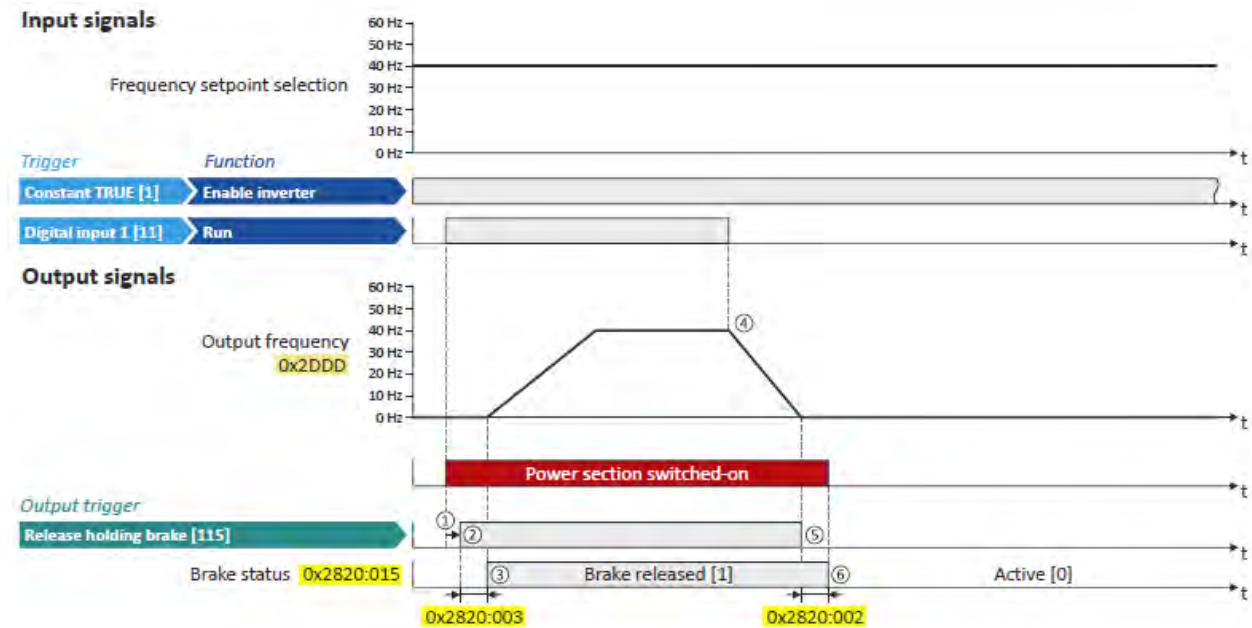 Input signals
60 Hz
50 Hz
40 Hz
Frequency setpoint selection
30 Hz
20 Hz
10 Hz
0 Hz
t
Trigger Function
Constant TRUE [1] Enable inverter
t
Digital input 1 [11] Run
t
Output signals
60 Hz
50 Hz
40 Hz
④
Output frequency
30 Hz
0x2DDD
20 Hz
10 Hz
0 Hz
t
Power section switched-on
t
Output trigger
①
Release holding brake [115] ② ⑤
t
Brake status 0x2820:015 ③ Brake released [1] ⑥ Active [0]
t
0x2820:003 0x2820:002